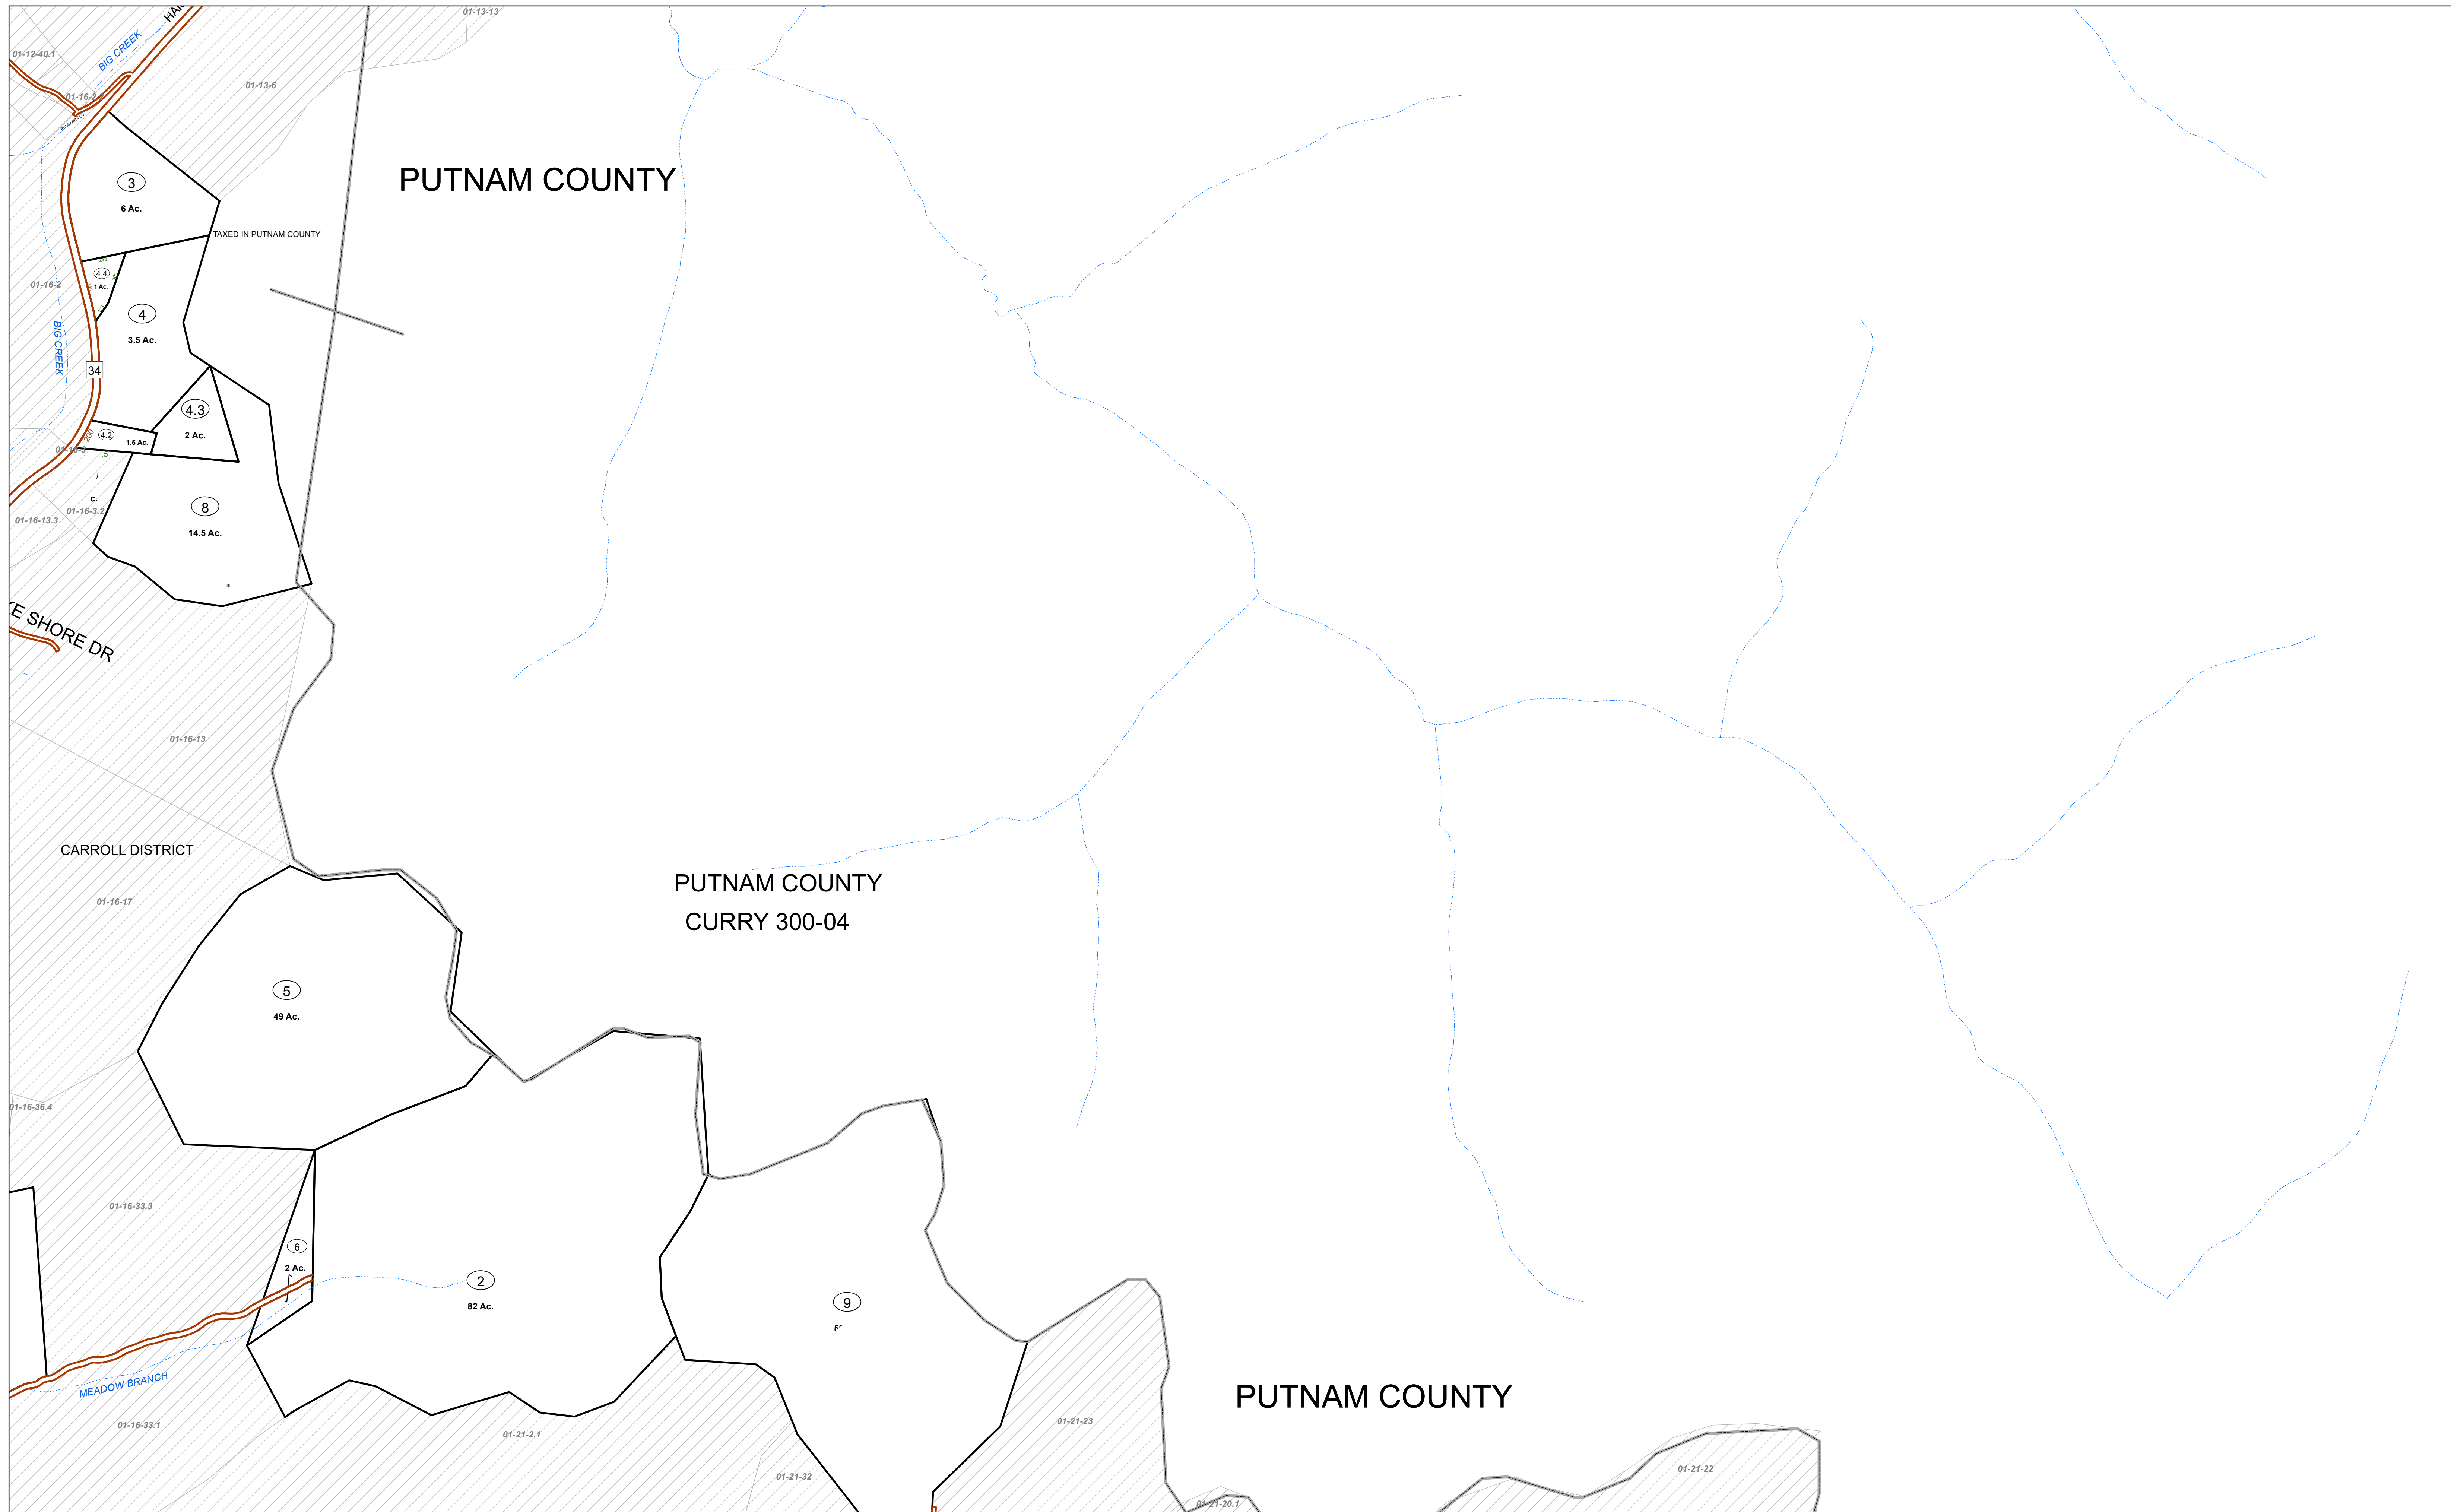 01-13-13
BIG CREEK
01-12-40.1
01-13-6
3
6 Ac.
PUTNAM COUNTY
TAXED IN PUTNAM COUNTY
4.4
1 Ac.
01-16-2
4
3.5 Ac.
BIG CREEK
34
4.3
2 Ac.
200
4.2
1.5 Ac.
8
14.5 Ac.
01-16-3.2
01-16-13.3
E SHORE DR
01-16-13
CARROLL DISTRICT
01-16-17
PUTNAM COUNTY
CURRY 300-04
5
49 Ac.
01-16-36.4
01-16-33.3
6
2 Ac.
2
82 Ac.
9
MEADOW BRANCH
01-16-33.1
01-21-2.1
01-21-32
01-21-23
PUTNAM COUNTY
01-21-22
01-21-20.1